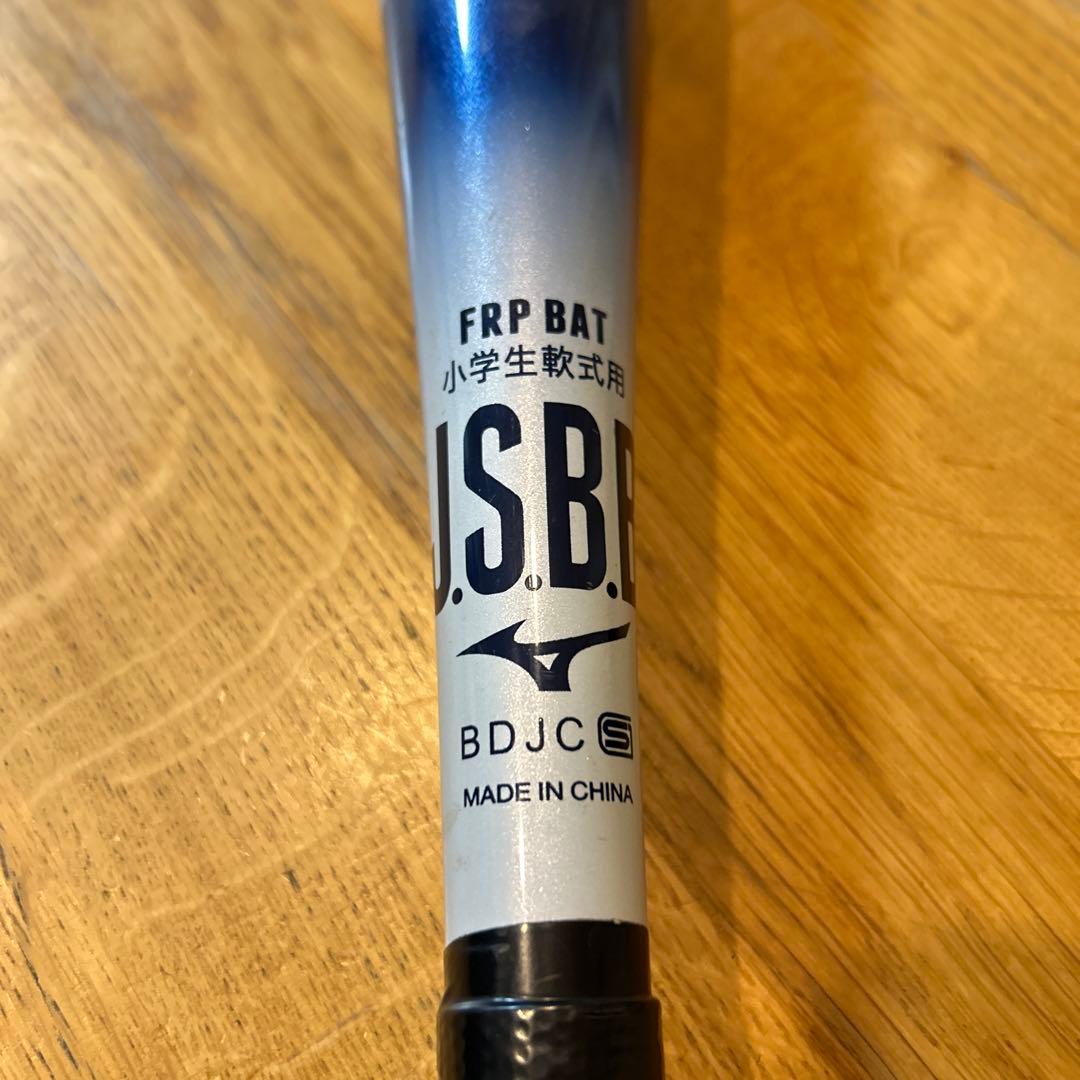 FRP BAT
小学生軟式用
J.S.B.B
BDJC S
MADE IN CHINA